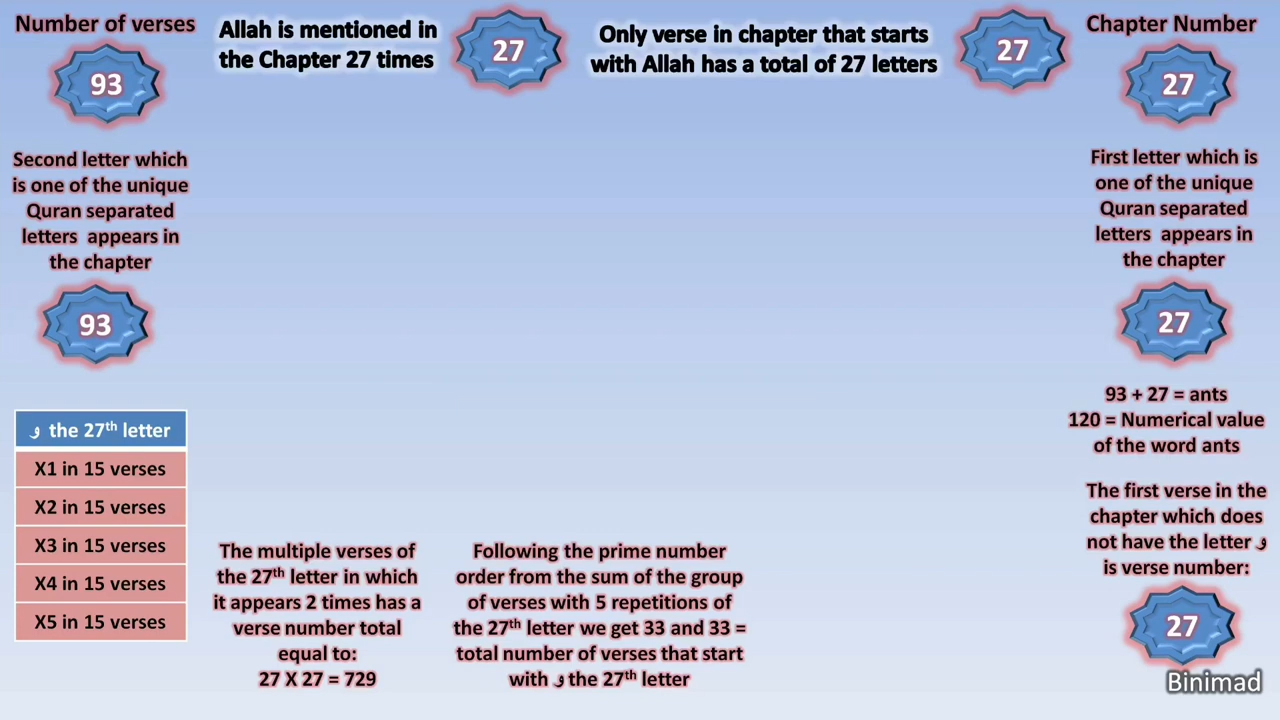 Number of verses
93
Allah is mentioned in
the Chapter 27 times
27
Only verse in chapter that starts
with Allah has a total of 27 letters
27
Chapter Number
27
Second letter which
is one of the unique
Quran separated
letters appears in
the chapter
93
First letter which is
one of the unique
Quran separated
letters appears in
the chapter
27
93 + 27 = ants
120 = Numerical value
of the word ants
The first verse in the
chapter which does
not have the letter و
is verse number:
27
و the 27th letter
X1 in 15 verses
X2 in 15 verses
X3 in 15 verses
X4 in 15 verses
X5 in 15 verses
The multiple verses of
the 27th letter in which
it appears 2 times has a
verse number total
equal to:
27 X 27 = 729
Following the prime number
order from the sum of the group
of verses with 5 repetitions of
the 27th letter we get 33 and 33 =
total number of verses that start
with و the 27th letter
Binimad